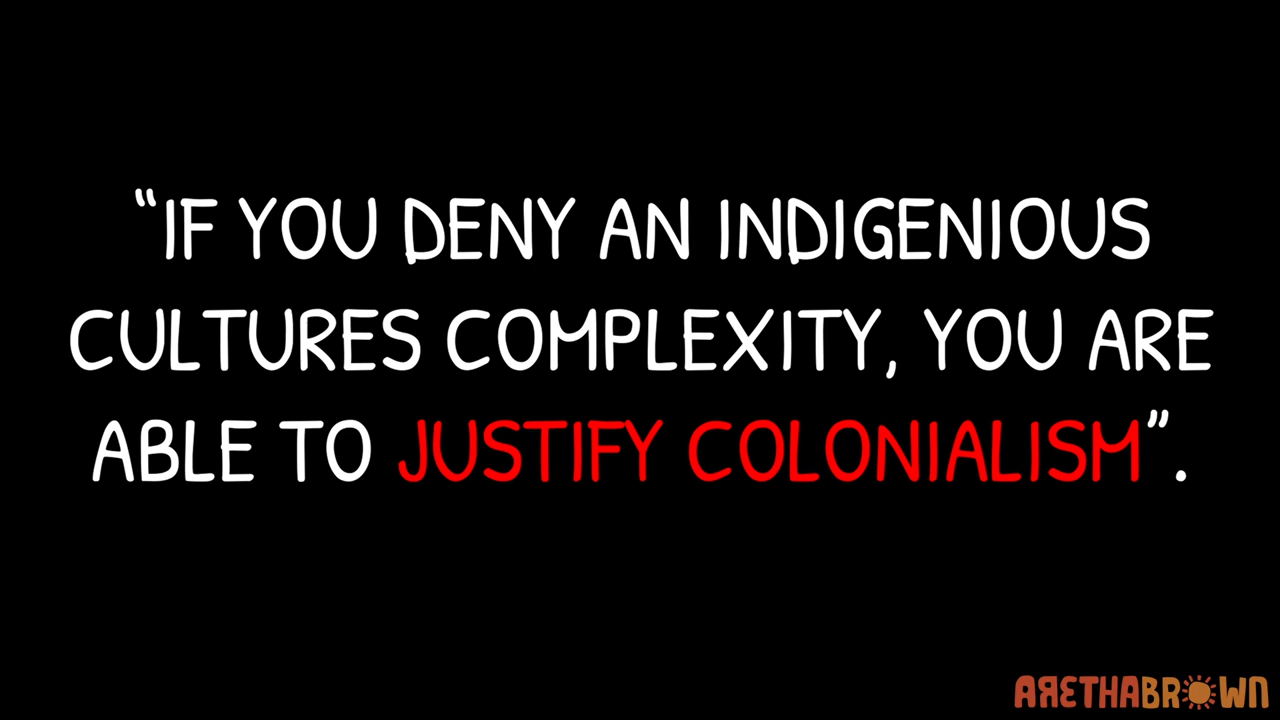 “IF YOU DENY AN INDIGENIOUS
CULTURES COMPLEXITY, YOU ARE
ABLE TO JUSTIFY COLONIALISM”.
ARETHABROWN